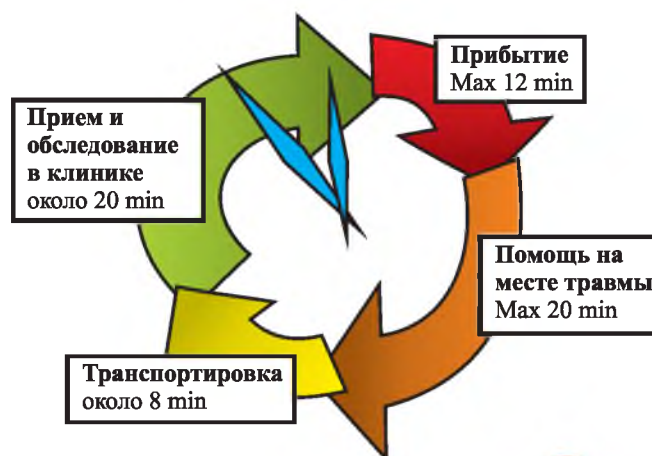 Прибытие
Max 12 min
Прием и
обследование
в клинике
около 20 min
Помощь на
месте травмы
Max 20 min
Транспортировка
около 8 min